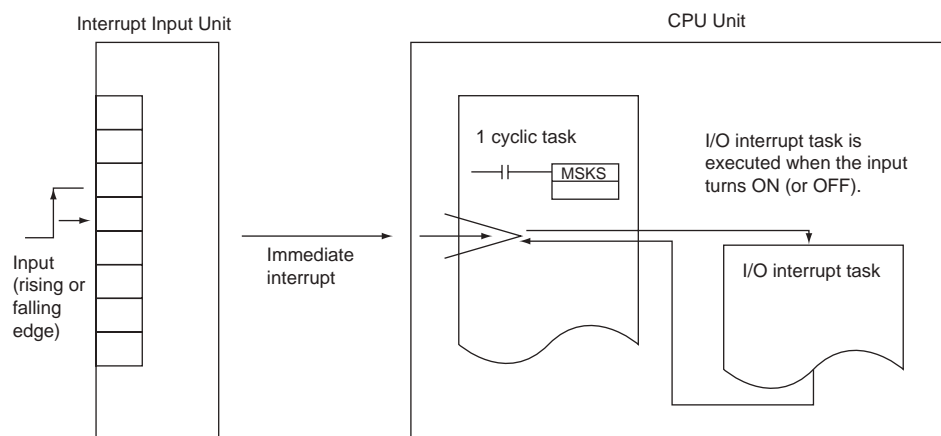 Interrupt Input Unit
CPU Unit
1 cyclic task
MSKS
I/O interrupt task is
executed when the input
turns ON (or OFF).
Input
(rising or
falling
edge)
Immediate
interrupt
I/O interrupt task